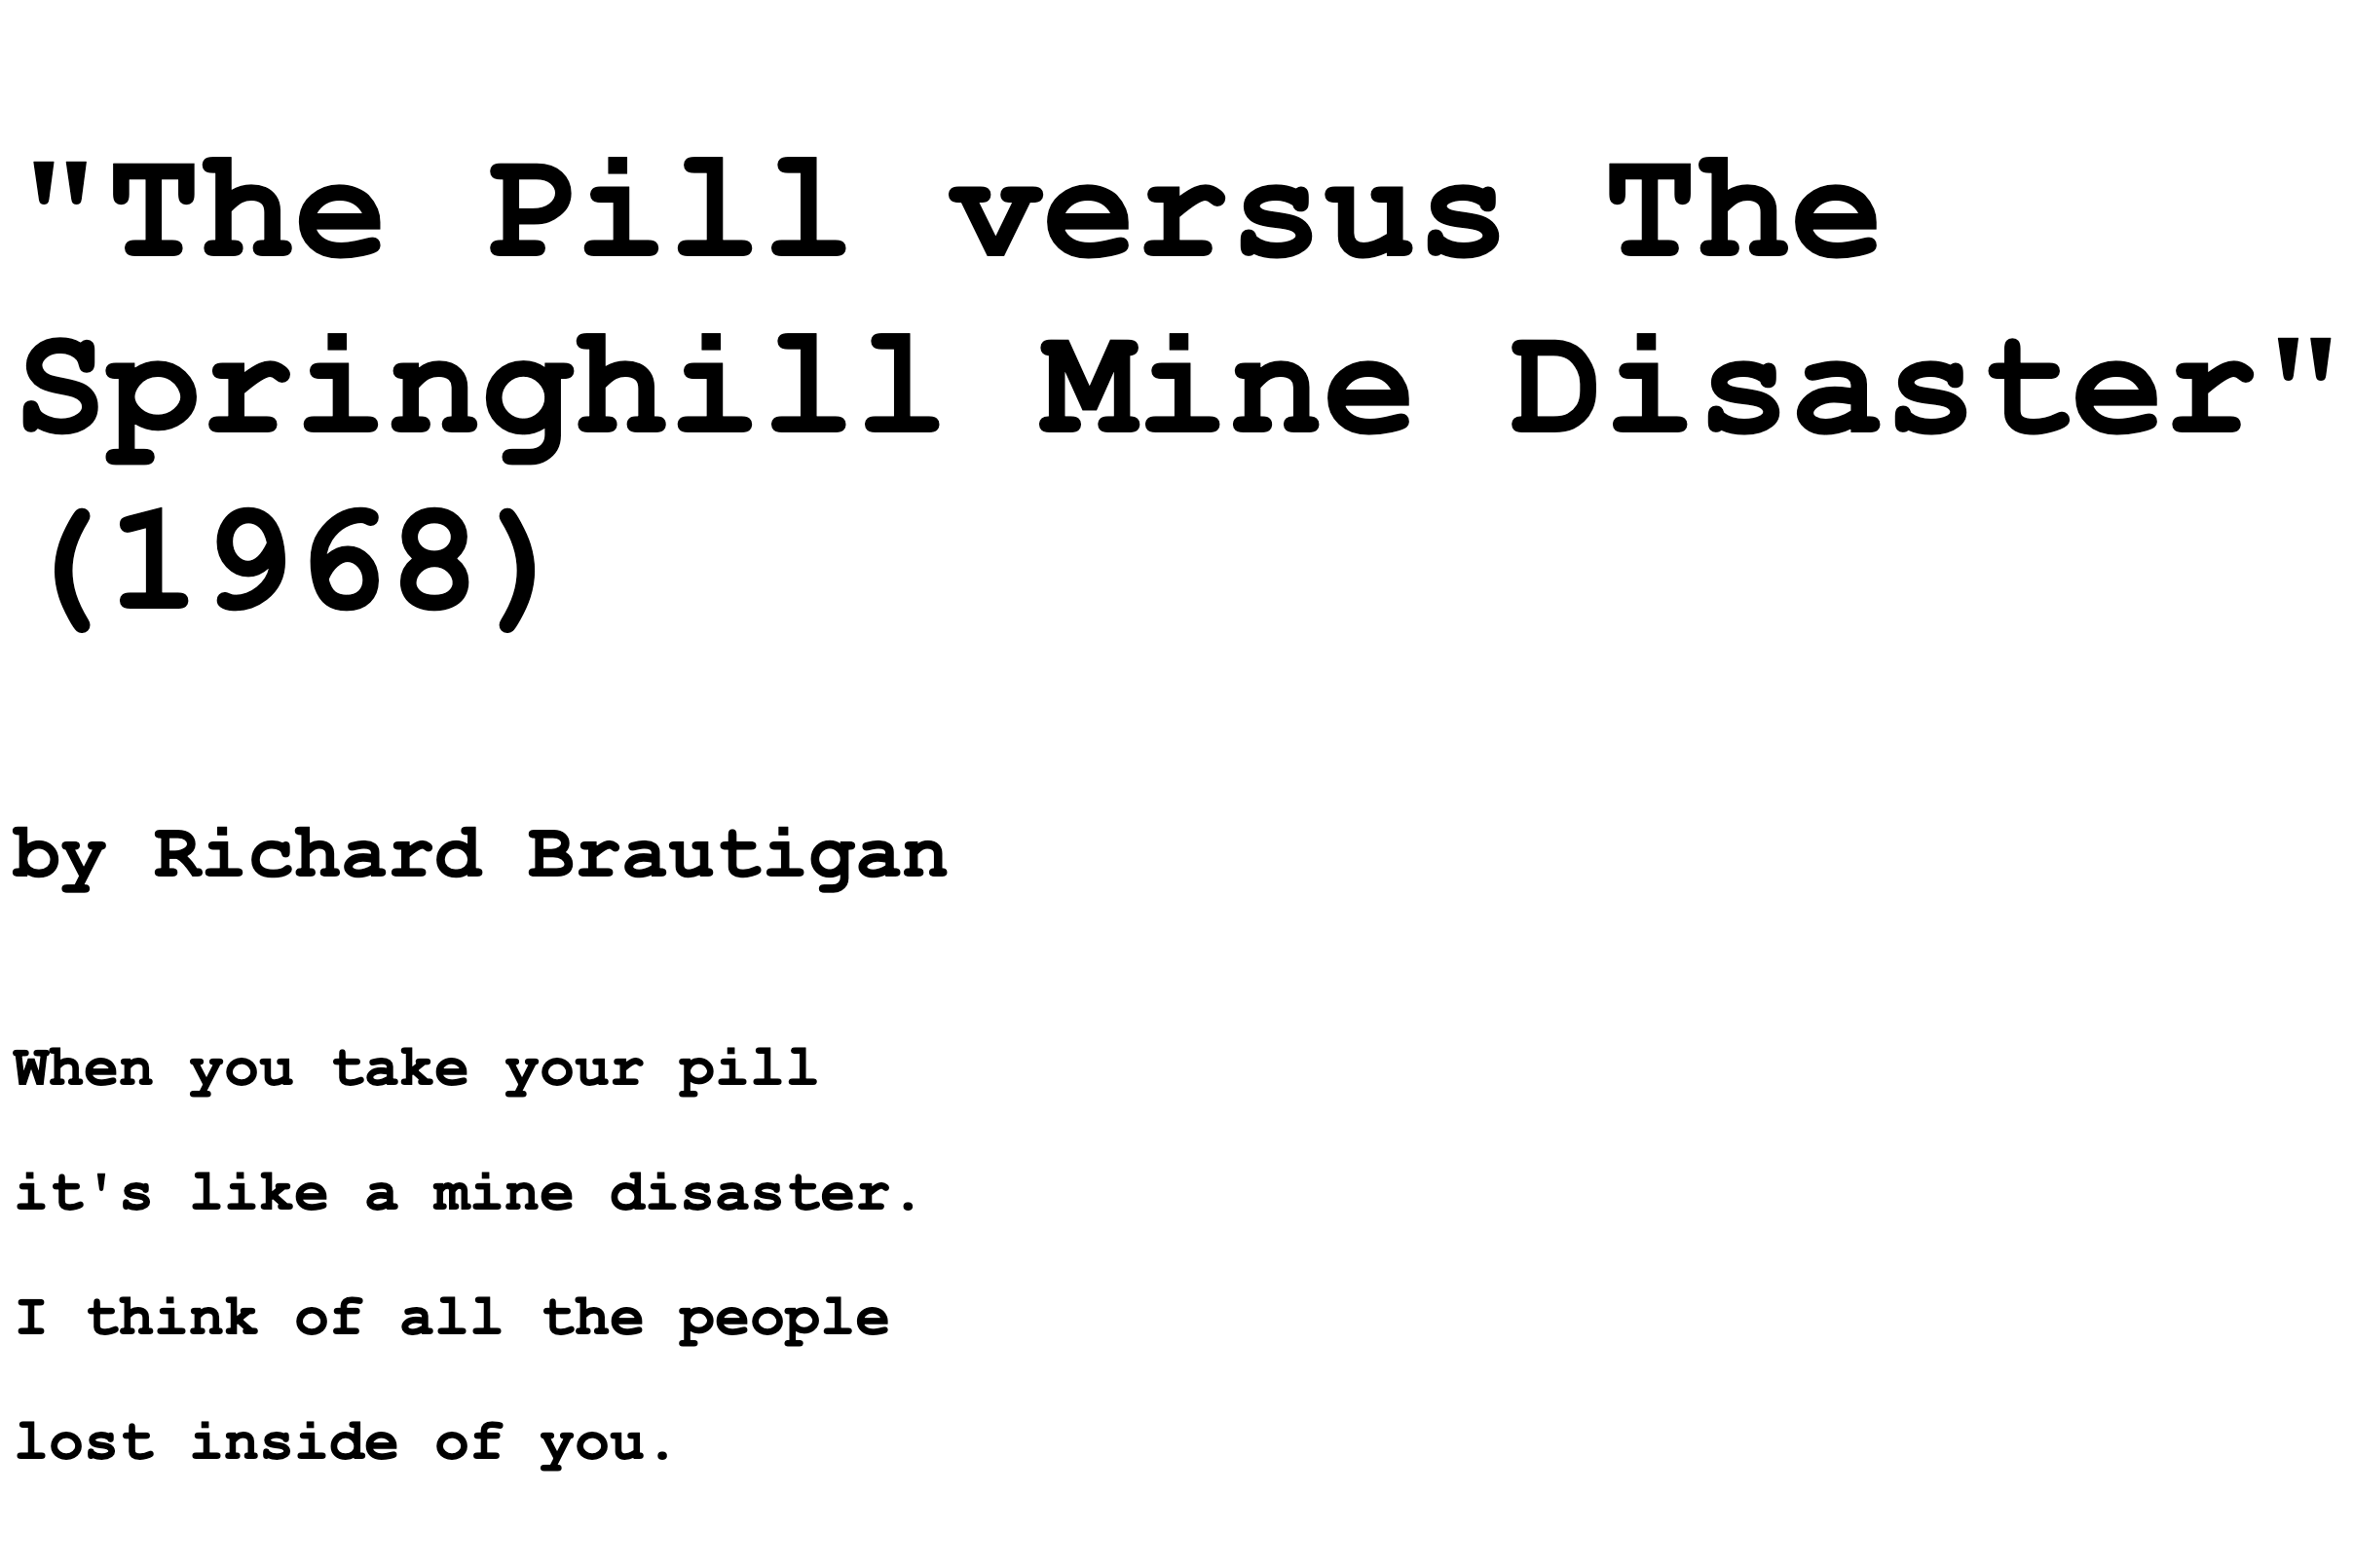 "The Pill versus The
Springhill Mine Disaster"
(1968)
by Richard Brautigan
When you take your pill
it's like a mine disaster.
I think of all the people
lost inside of you.